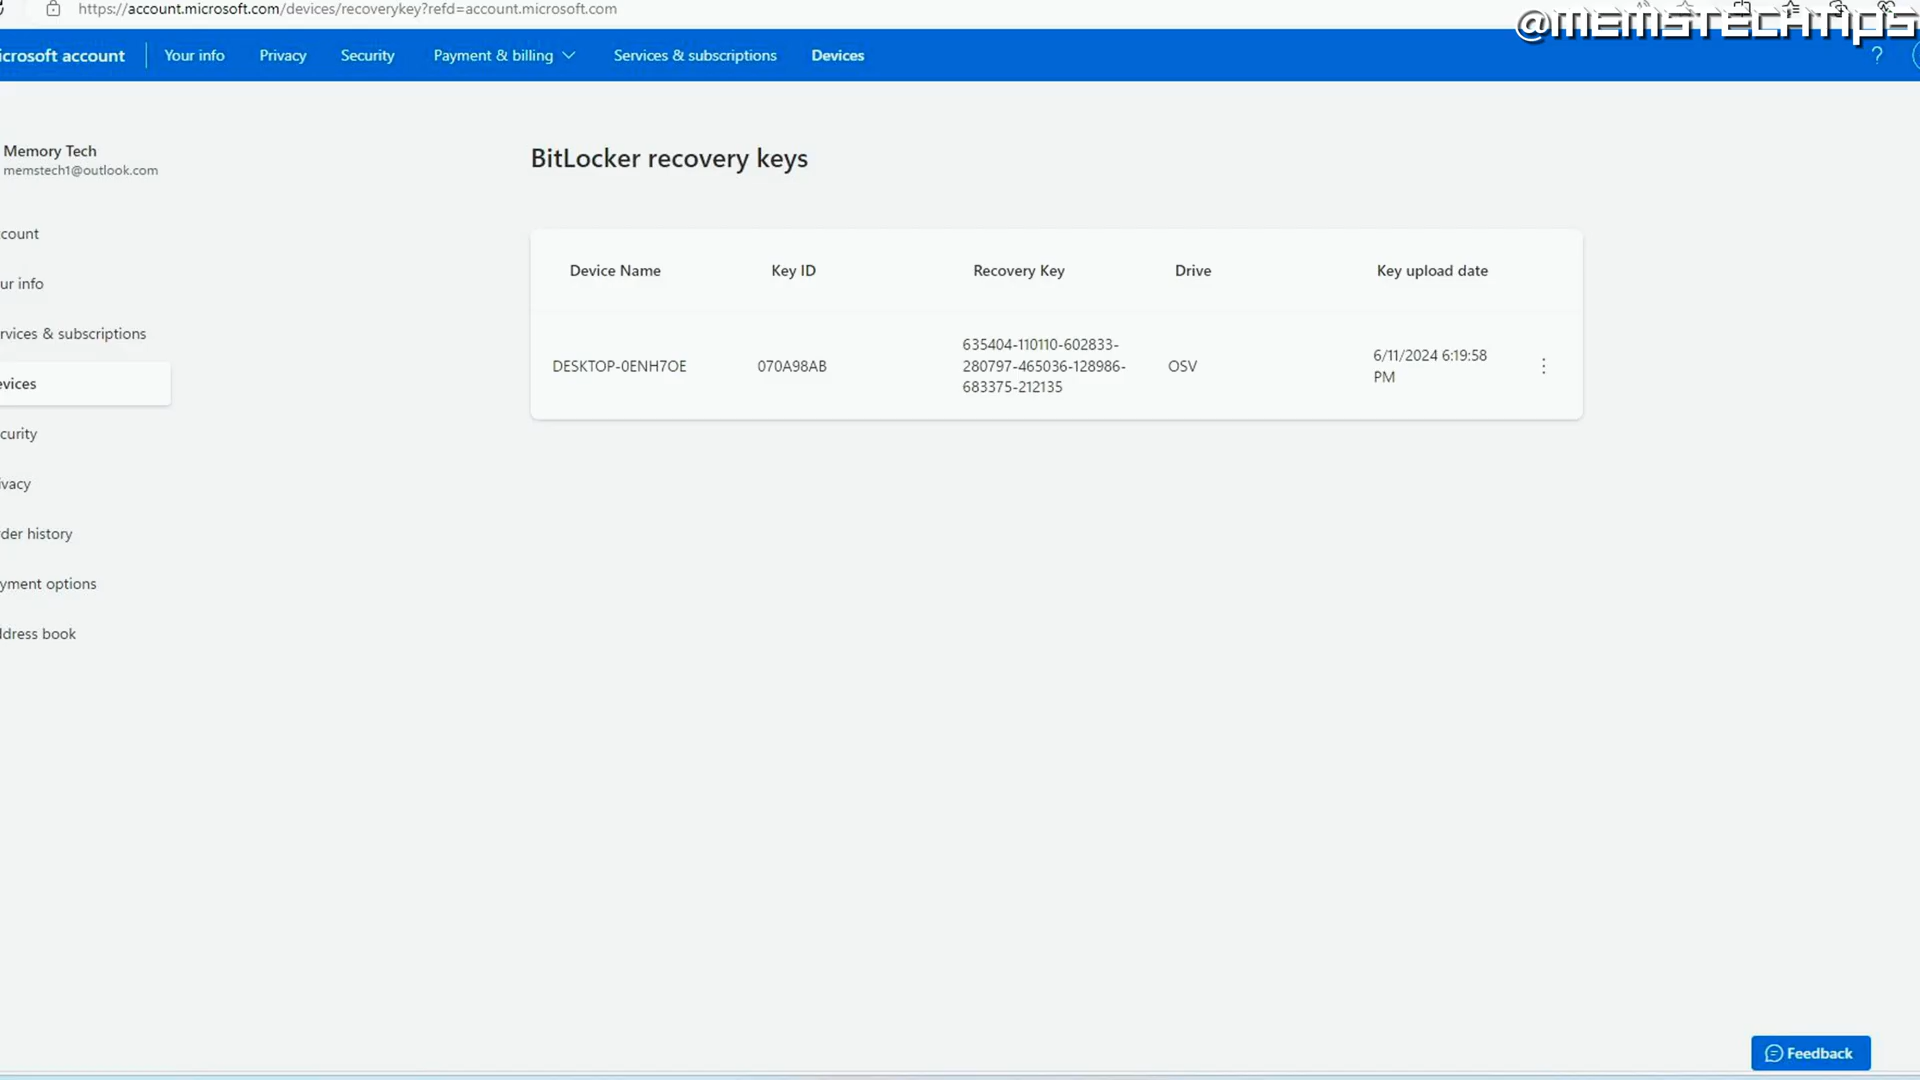 https://account.microsoft.com/devices/recoverykey?refd=account.microsoft.com
@memstechtips
icrosoft account Your info Privacy Security Payment & billing Services & subscriptions Devices ?
Memory Tech
memstech1@outlook.com
count
ur info
rvices & subscriptions
evices
curity
ivacy
der history
yment options
ddress book
BitLocker recovery keys
Device Name Key ID Recovery Key Drive Key upload date
DESKTOP-0ENH7OE 070A98AB
635404-110110-602833-
280797-465036-128986-
683375-212135
OSV
6/11/2024 6:19:58
PM
Feedback